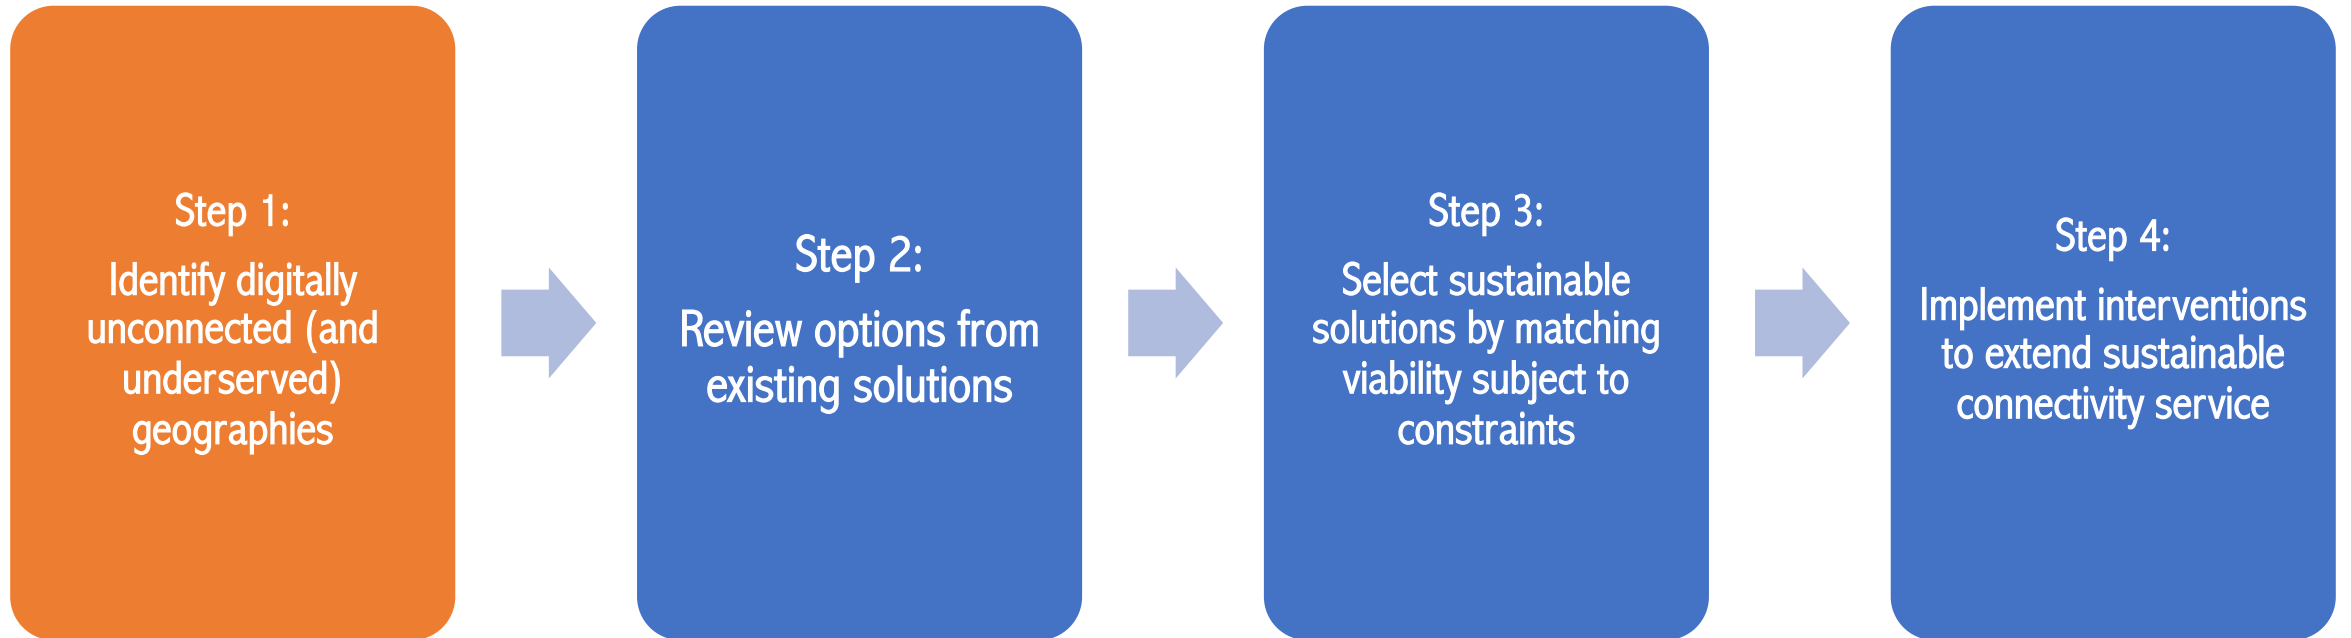 Step 1:
Identify digitally
unconnected (and
underserved)
geographies
Step 2:
Review options from
existing solutions
Step 3:
Select sustainable
solutions by matching
viability subject to
constraints
Step 4:
Implement interventions
to extend sustainable
connectivity service